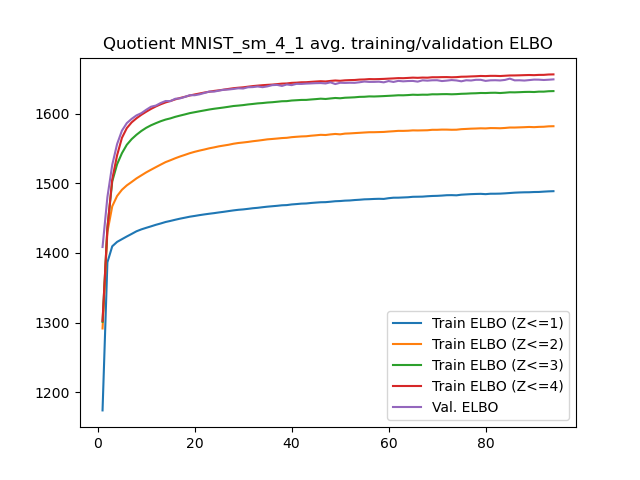 Quotient MNIST_sm_4_1 avg. training/validation ELBO
1600
1500
1400
1300
1200
Train ELBO (Z<=1)
Train ELBO (Z<=2)
Train ELBO (Z<=3)
Train ELBO (Z<=4)
Val. ELBO
0 20 40 60 80